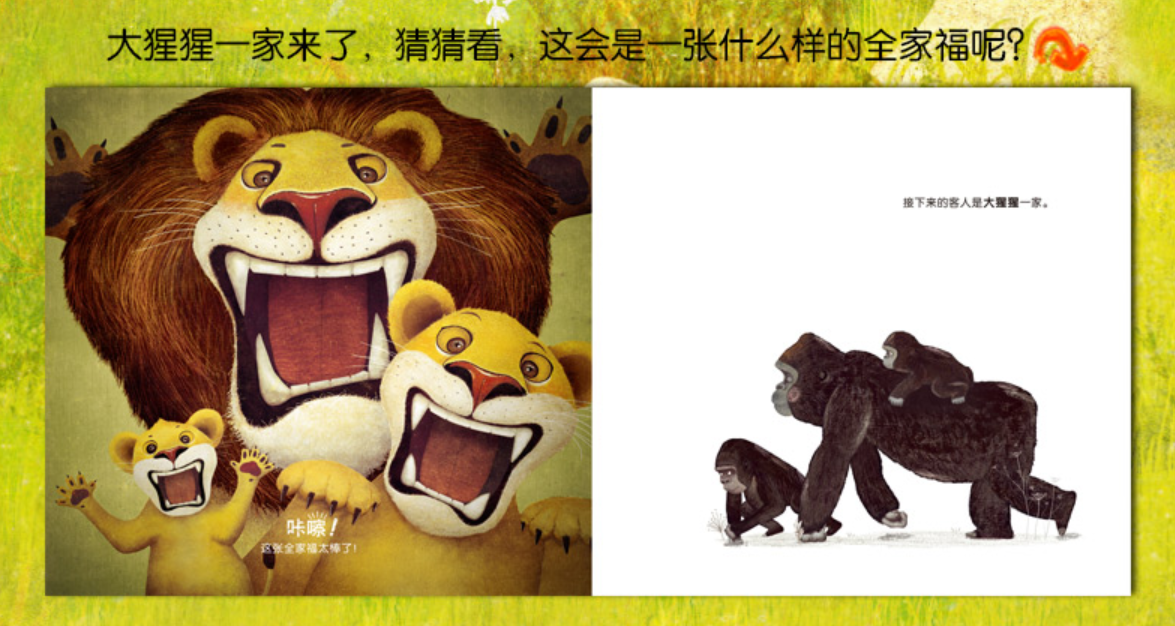 大猩猩一家来了，猜猜看，这会是一张什么样的全家福呢？
接下来的客人是大猩猩一家。
咔嚓！
这张全家福太棒了！